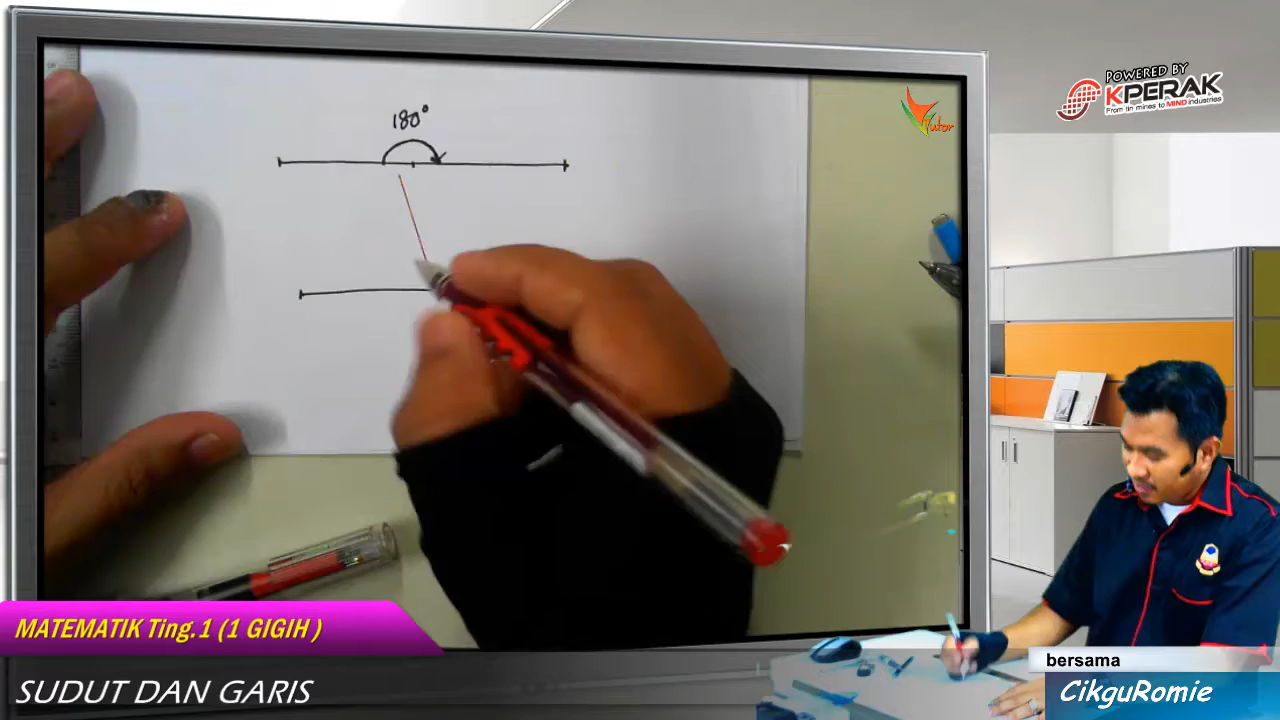 POWERED BY
KPERAK
From tin mines to MIND industries
Tutor
180°
MATEMATIK Ting.1 (1 GIGIH )
SUDUT DAN GARIS
bersama
CikguRomie